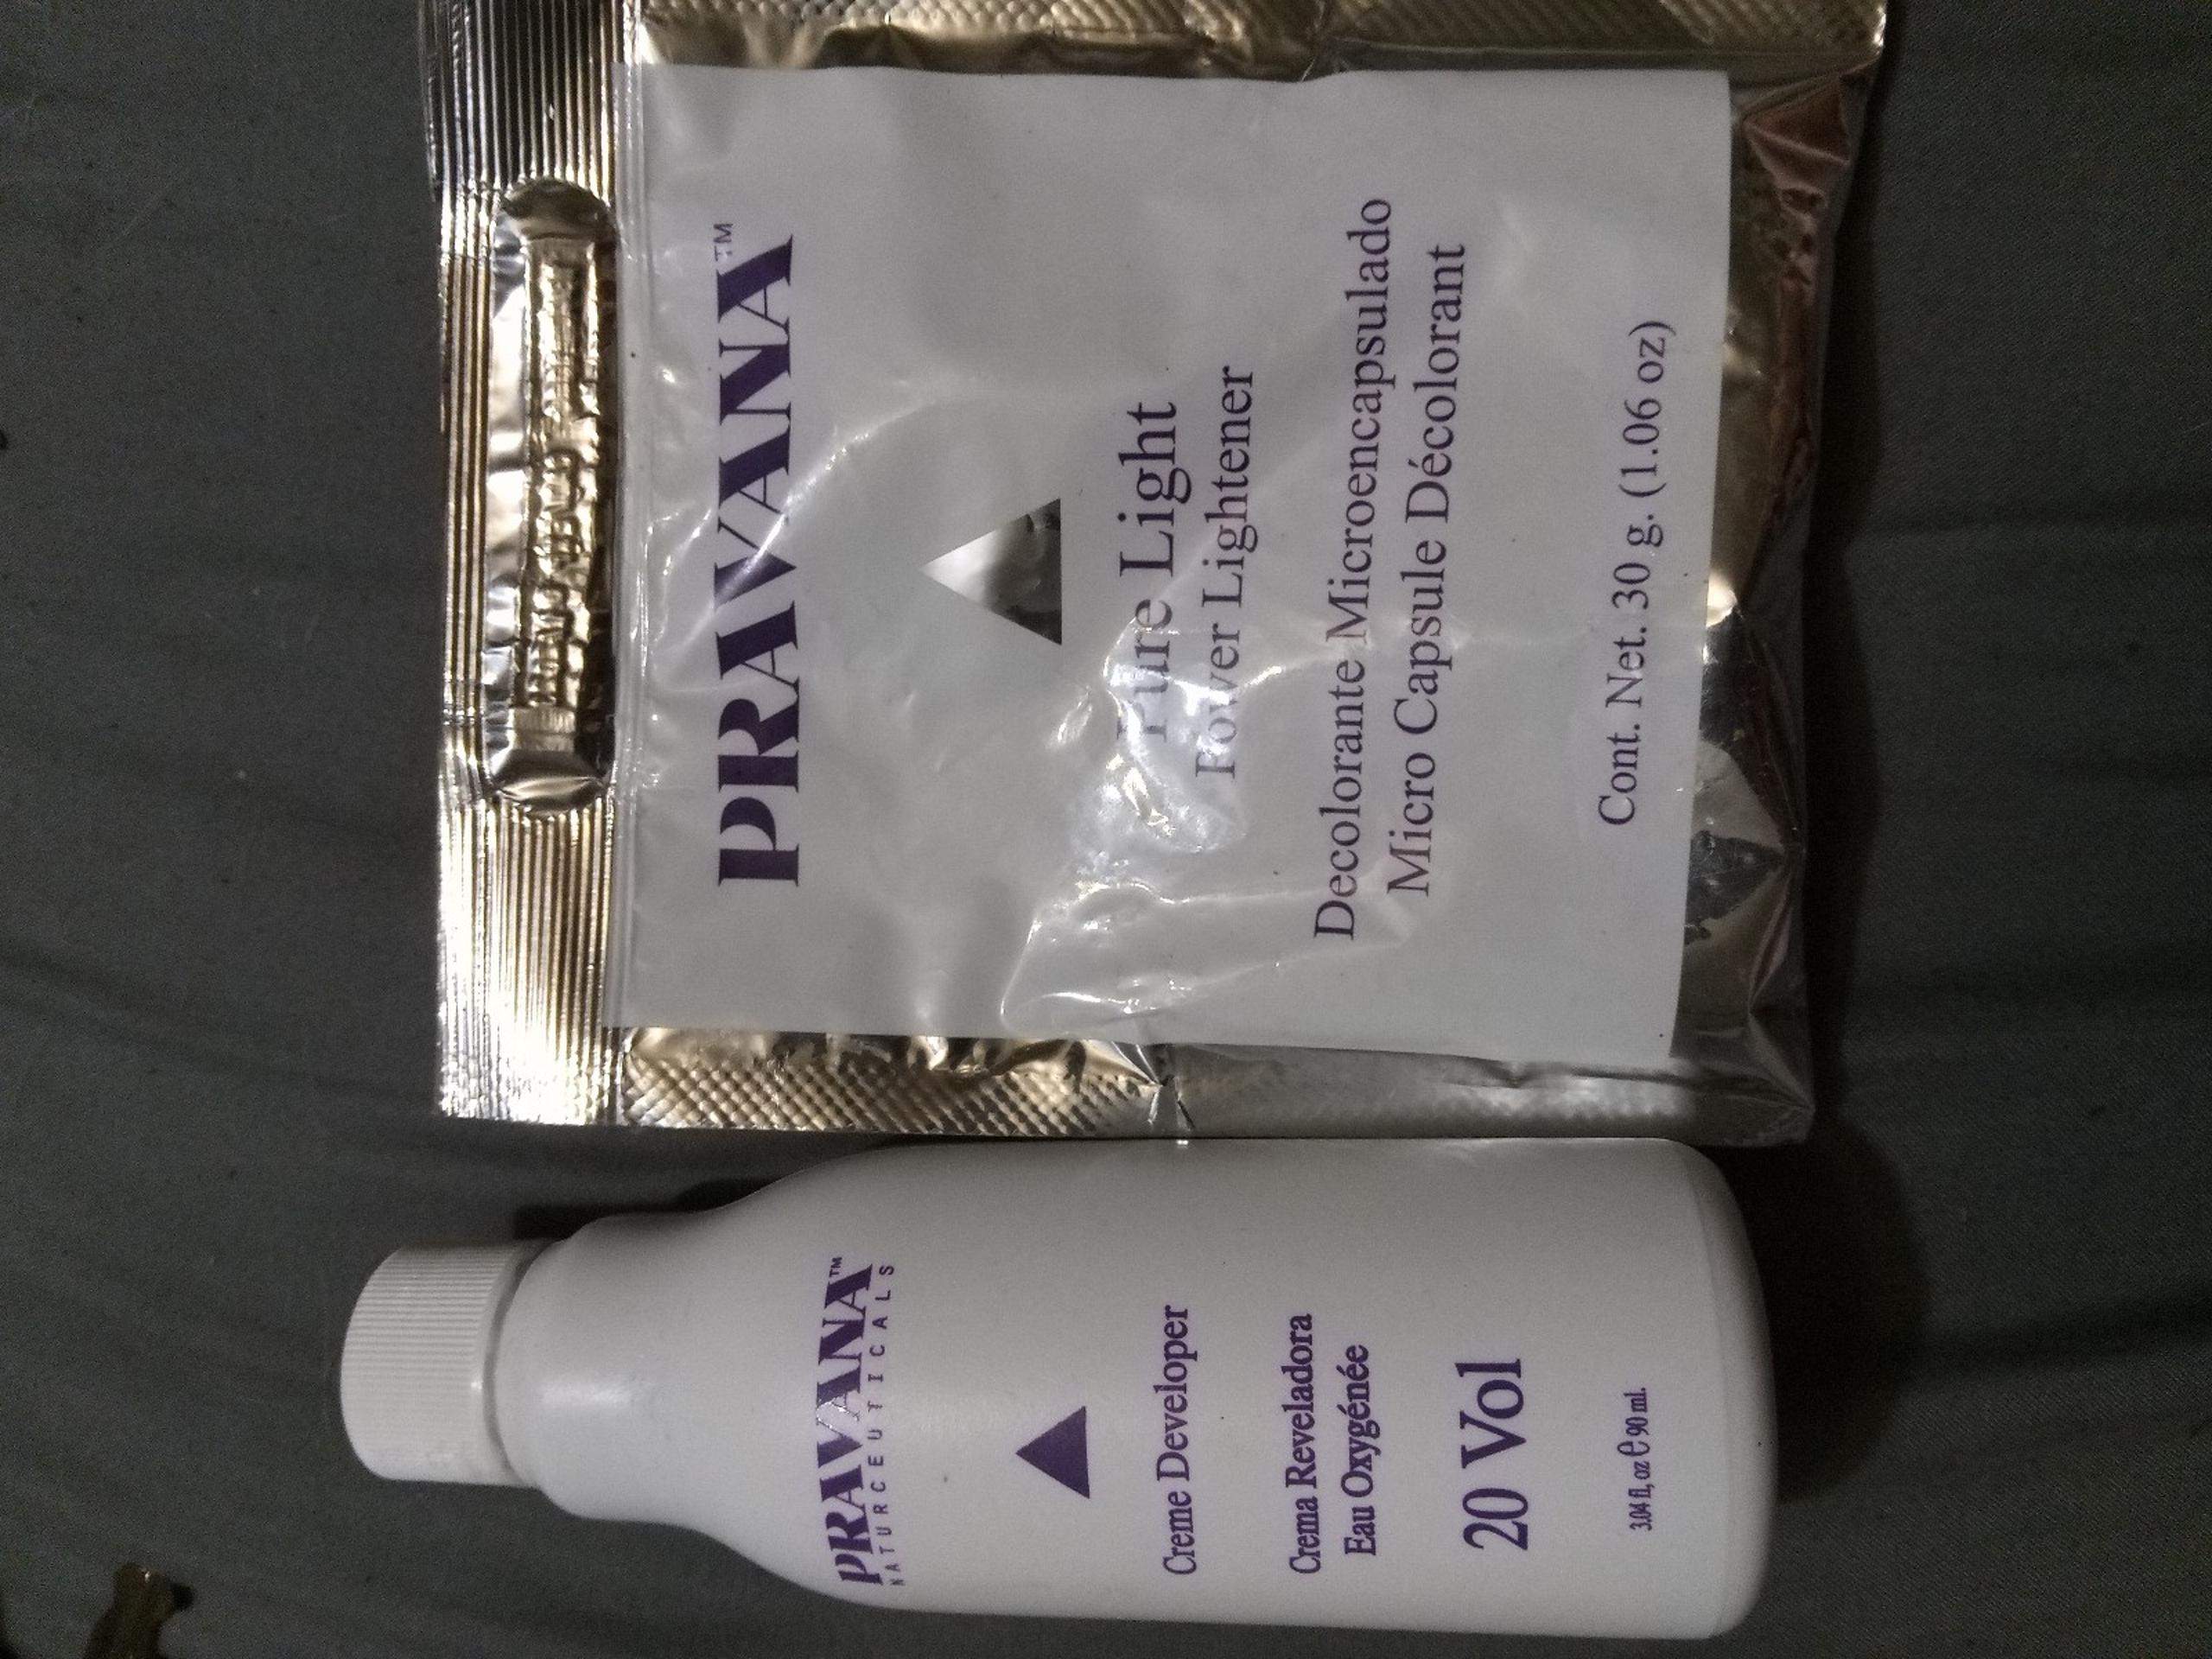 PRAVANA™
Pure Light
Power Lightener
Decolorante Microencapsulado
Micro Capsule Décolorant
Cont. Net. 30 g. (1.06 oz)
PRAVANA™
NATURCEUTICALS
Creme Developer
Crema Reveladora
Eau Oxygénée
20 Vol
3.04 fl, oz ℮ 90 ml.